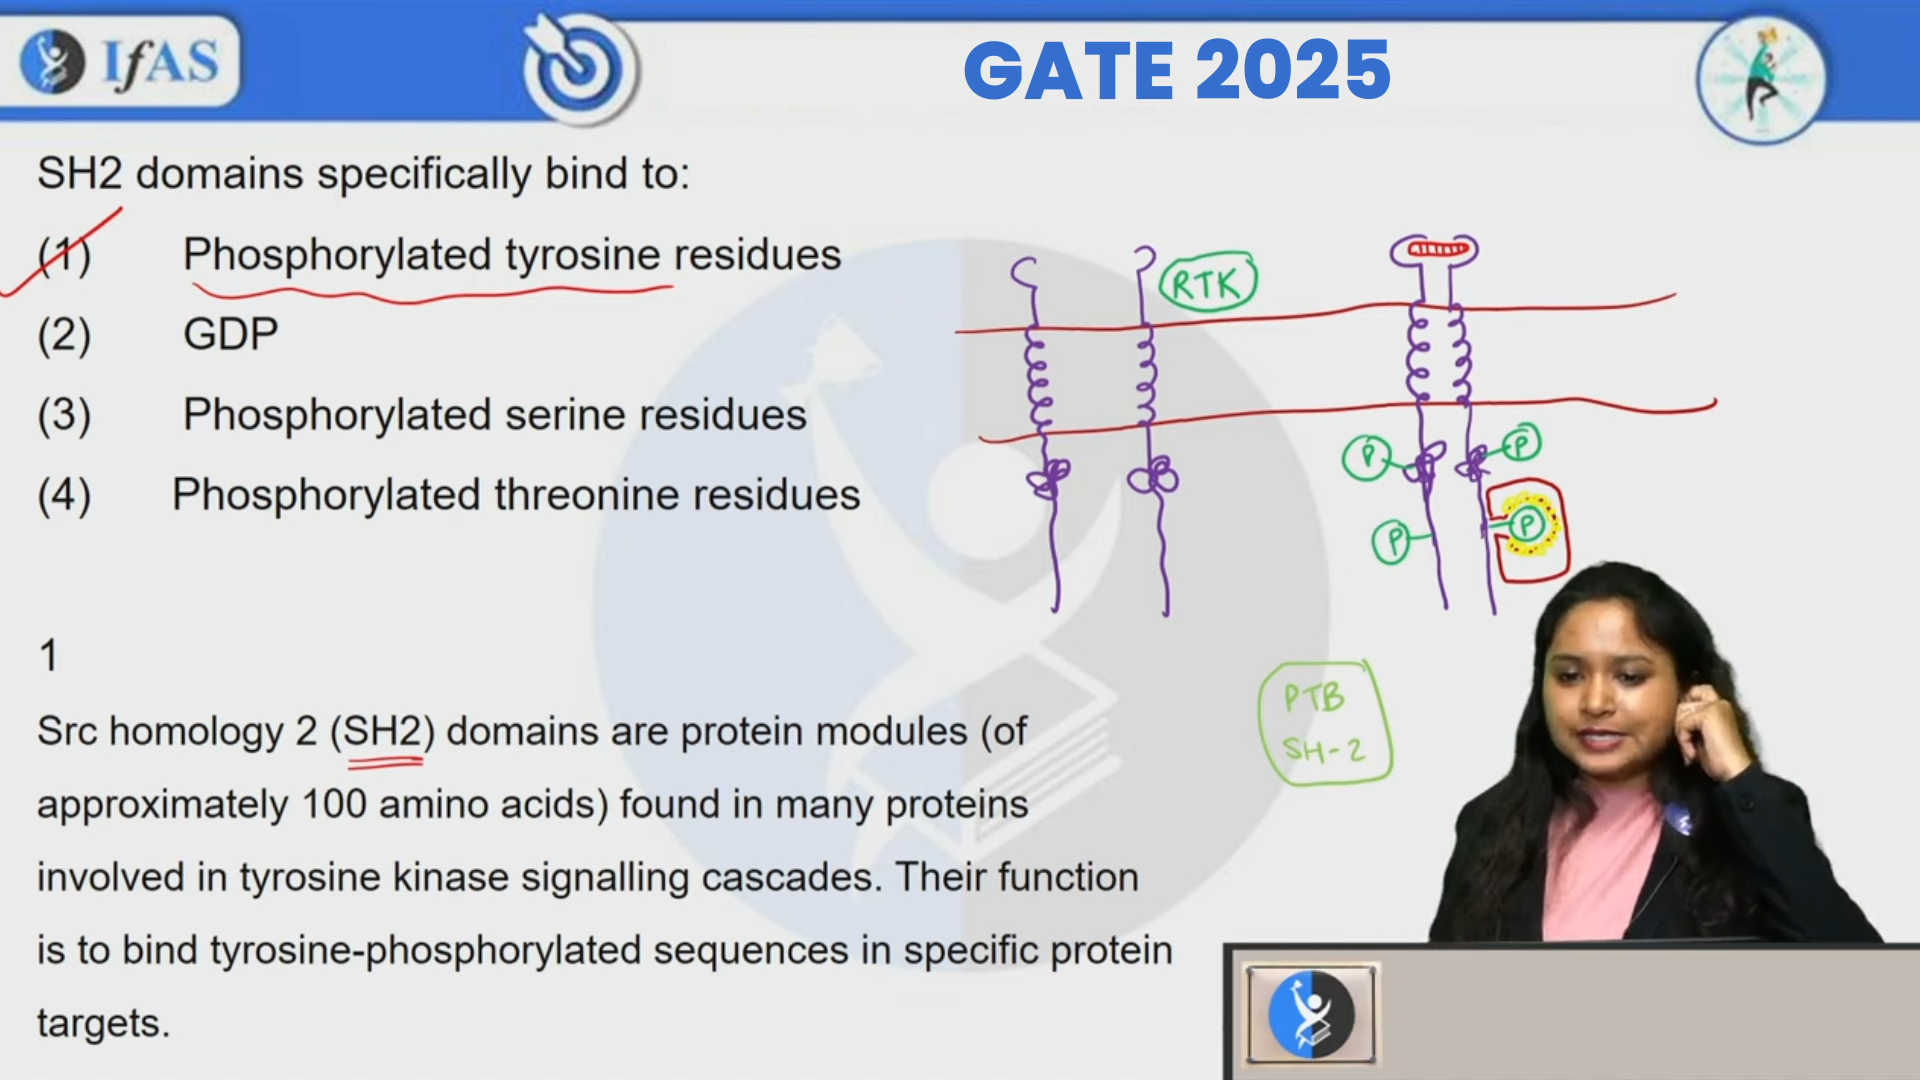 IfAS
GATE 2025
SH2 domains specifically bind to:
(1) Phosphorylated tyrosine residues
(2) GDP
(3) Phosphorylated serine residues
(4) Phosphorylated threonine residues
RTK
P
P
P
P
1
Src homology 2 (SH2) domains are protein modules (of
approximately 100 amino acids) found in many proteins
involved in tyrosine kinase signalling cascades. Their function
is to bind tyrosine-phosphorylated sequences in specific protein
targets.
PTB
SH-2